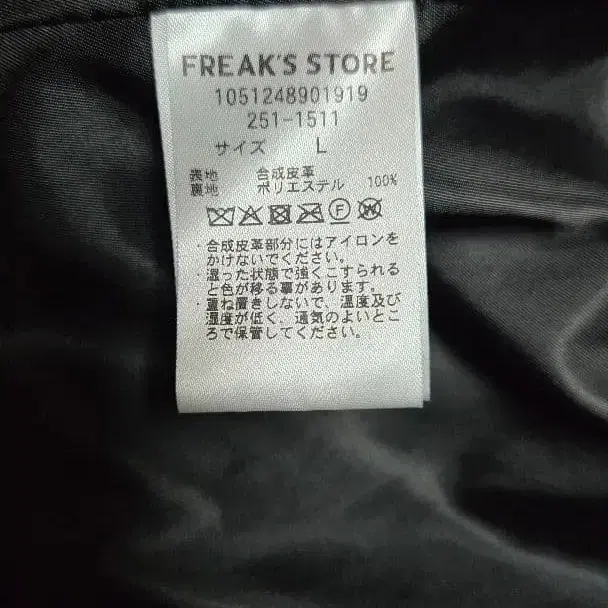 FREAK'S STORE
1051248901919
251-1511
サイズ L
表地 合成皮革
裏地 ポリエステル 100%
F W
・合成皮革部分にはアイロンを
かけないでください。
・湿った状態で強くこすられる
と色が移る事があります。
・重ね置きしないで、温度及び
湿度が低く、通気のよいとこ
ろで保管してください。